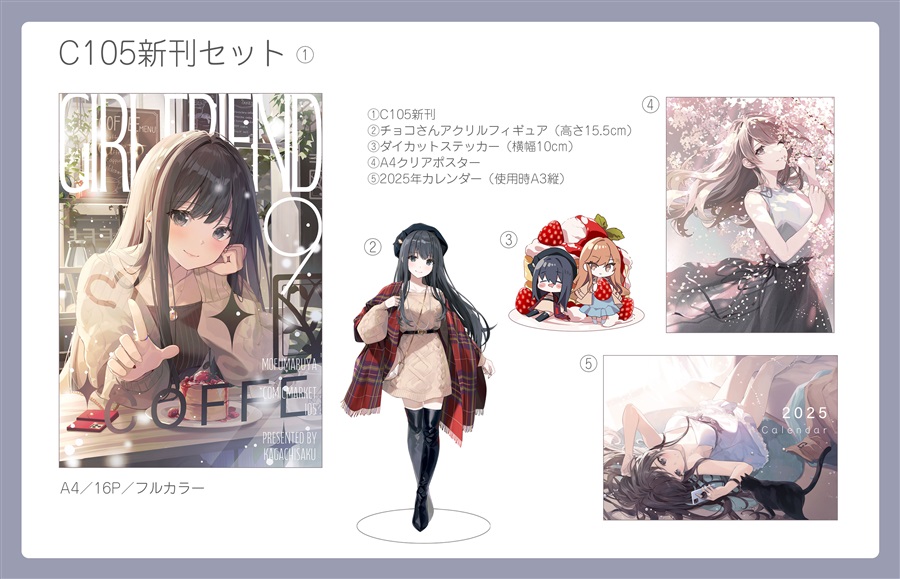 C105新刊セット ①
GIRLFRIEND
9
COFFEE
MENU
MOEUMABUYA
COMICMARKET
105
PRESENTED BY
KAGACHISAKU
COFFE
A4／16P／フルカラー
①C105新刊
②チョコさんアクリルフィギュア（高さ15.5cm）
③ダイカットステッカー（横幅10cm）
④A4クリアポスター
⑤2025年カレンダー（使用時A3縦）
②
③
④
⑤
2025
Calendar